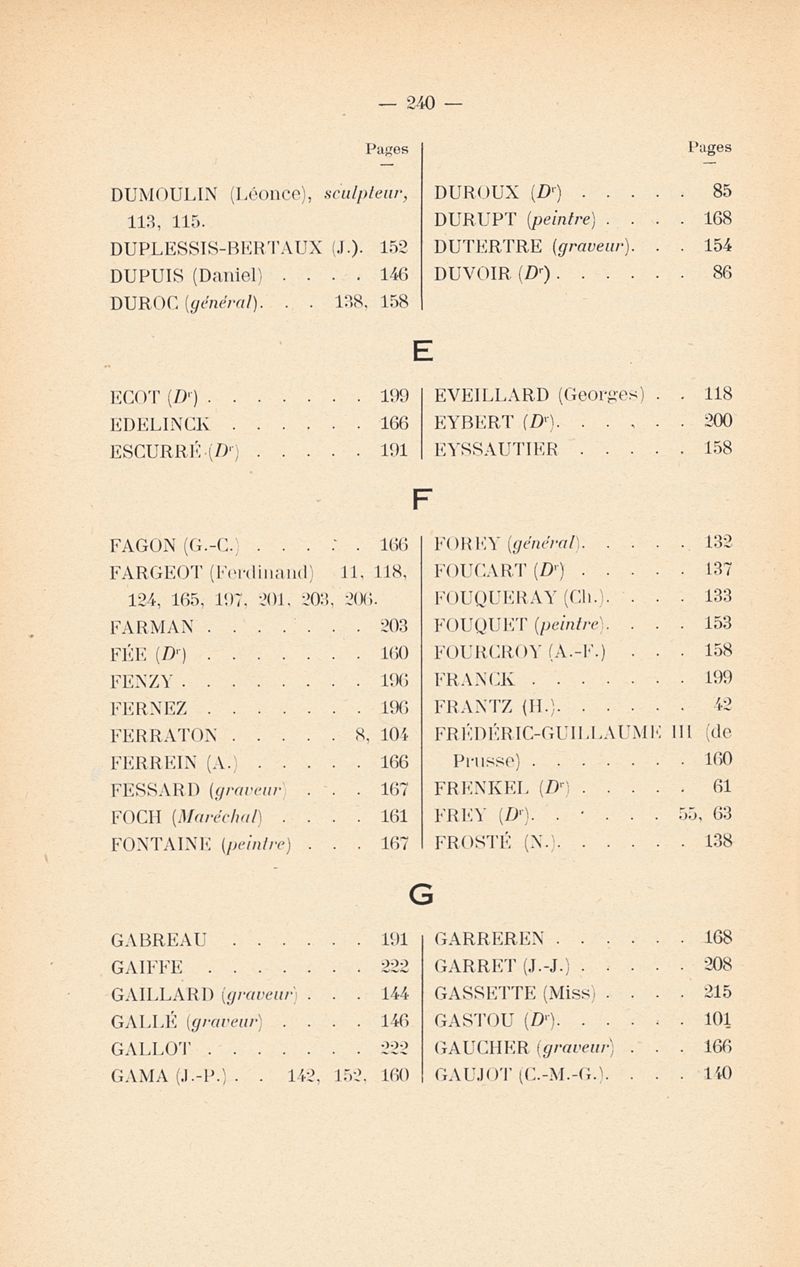 — 240 —
Pages
DUMOULIN (Léonce), sculpteur,
113, 115.
DUPLESSIS-BERTAUX (J.). 152
DUPUIS (Daniel) . . . . 146
DUROC (général). . . 138, 158
Pages
DUROUX (Dr) . . . . . 85
DURUPT (peintre) . . . . 168
DUTERTRE (graveur). . . 154
DUVOIR (Dr) . . . . . . 86
E
ECOT (Dr) . . . . . . . 199
EDELINCK . . . . . . 166
ESCURRÉ (Dr) . . . . . 191
EVEILLARD (Georges) . . 118
EYBERT (Dr). . . . . . 200
EYSSAUTIER . . . . . 158
F
FAGON (G.-C.) . . . . . 166
FARGEOT (Ferdinand) 11, 118,
124, 165, 197, 201, 203, 206.
FARMAN . . . . . . . 203
FÉE (Dr) . . . . . . . 160
FENZY . . . . . . . . 196
FERNEZ . . . . . . . 196
FERRATON . . . . . 8, 104
FERREIN (A.) . . . . . 166
FESSARD (graveur) . . . 167
FOCH (Maréchal) . . . . 161
FONTAINE (peintre) . . . 167
FOREY (général). . . . . 132
FOUCART (Dr) . . . . . 137
FOUQUERAY (Ch.). . . . 133
FOUQUET (peintre). . . . 153
FOURCROY (A.-F.) . . . 158
FRANCK . . . . . . . 199
FRANTZ (H.). . . . . . 42
FRÉDÉRIC-GUILLAUME III (de
Prusse) . . . . . . . 160
FRENKEL (Dr) . . . . . 61
FREY (Dr). . . . . . . 55, 63
FROSTÉ (N.). . . . . . 138
G
GABREAU . . . . . . 191
GAIFFE . . . . . . . 222
GAILLARD (graveur) . . . 144
GALLÉ (graveur) . . . . 146
GALLOT . . . . . . . 222
GAMA (J.-P.) . . 142, 152, 160
GARREREN . . . . . . 168
GARRET (J.-J.) . . . . . 208
GASSETTE (Miss) . . . . 215
GASTOU (Dr). . . . . . 101
GAUCHER (graveur) . . . 166
GAUJOT (C.-M.-G.). . . . 140